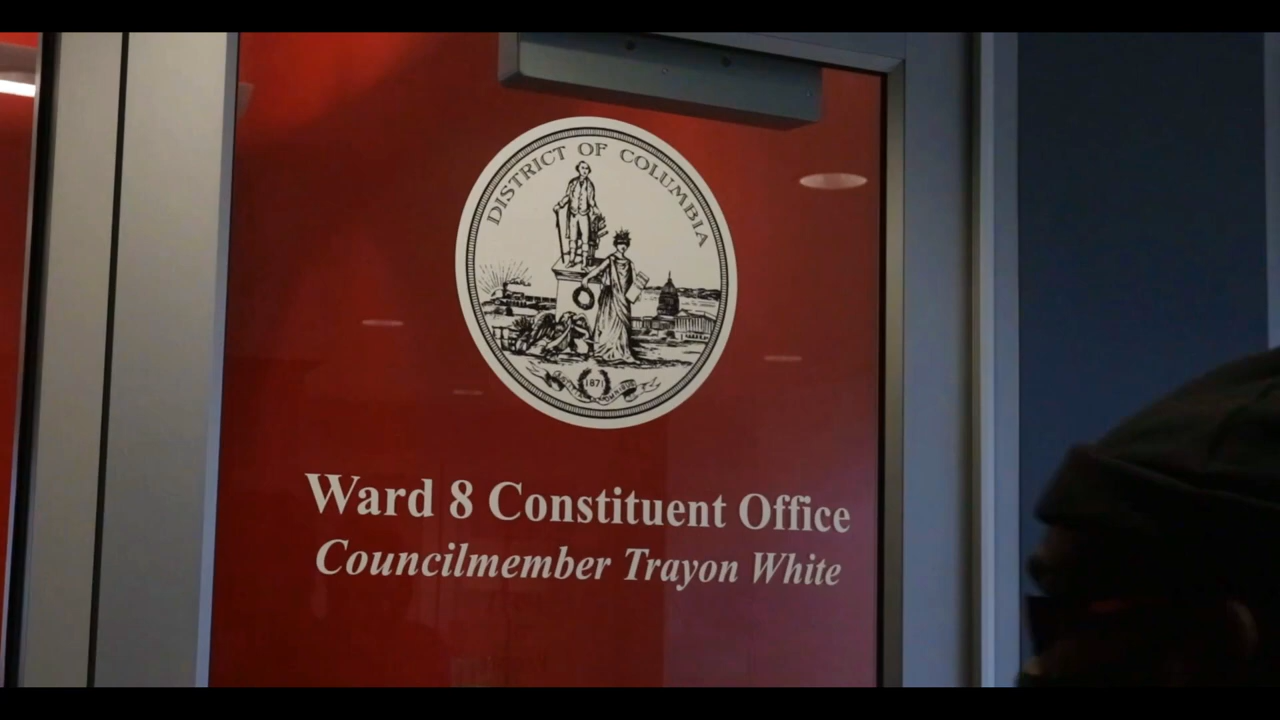 DISTRICT OF COLUMBIA
1871
Ward 8 Constituent Office
Councilmember Trayon White